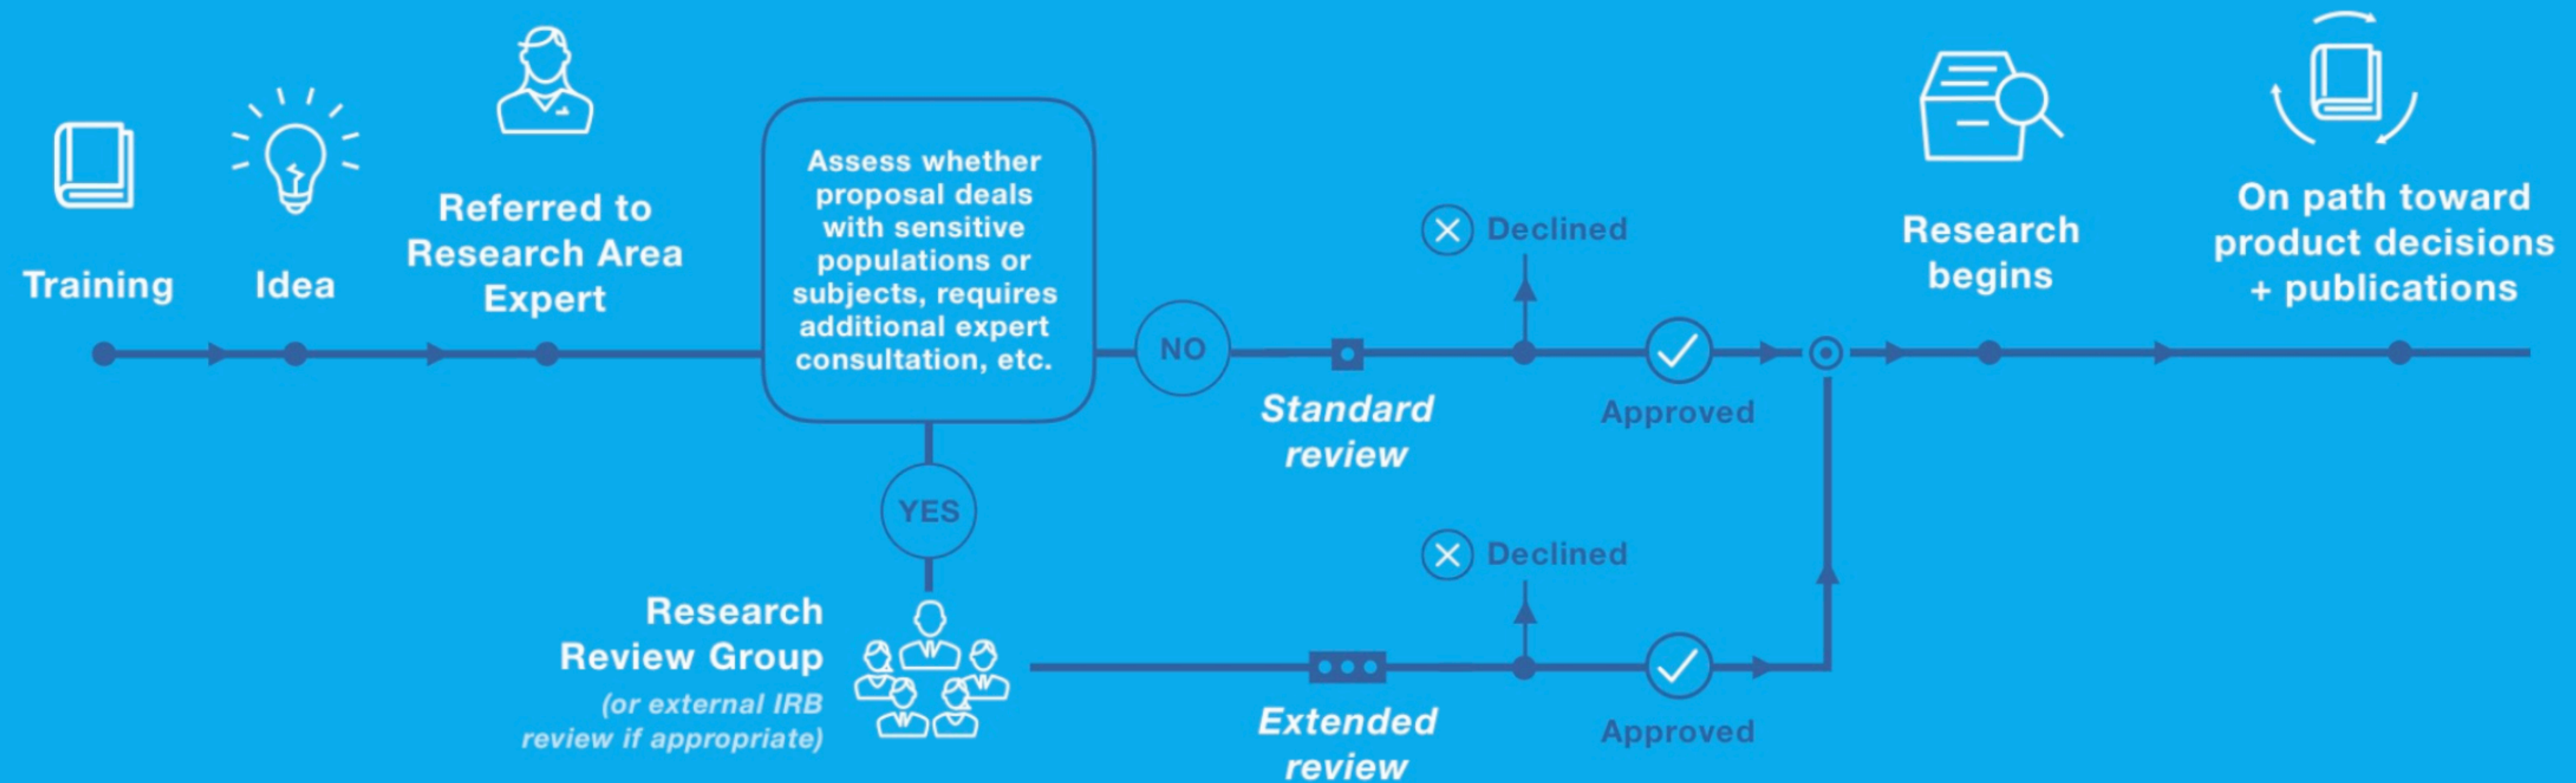 Training
Idea
Referred to
Research Area
Expert
Assess whether
proposal deals
with sensitive
populations or
subjects, requires
additional expert
consultation, etc.
NO
Standard
review
Declined
Approved
Research
begins
On path toward
product decisions
+ publications
YES
Research
Review Group
(or external IRB
review if appropriate)
Extended
review
Declined
Approved